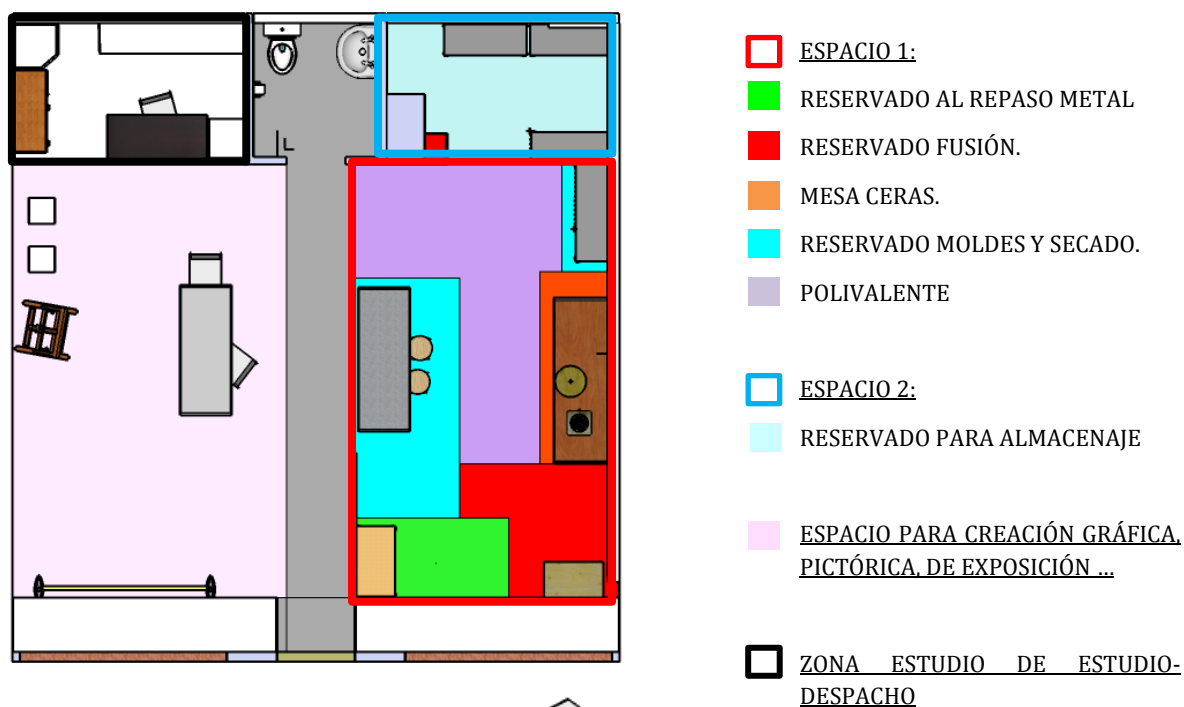 ESPACIO 1:
RESERVADO AL REPASO METAL
RESERVADO FUSIÓN.
MESA CERAS.
RESERVADO MOLDES Y SECADO.
POLIVALENTE
ESPACIO 2:
RESERVADO PARA ALMACENAJE
ESPACIO PARA CREACIÓN GRÁFICA,
PICTÓRICA, DE EXPOSICIÓN ...
ZONA ESTUDIO DE ESTUDIO-
DESPACHO